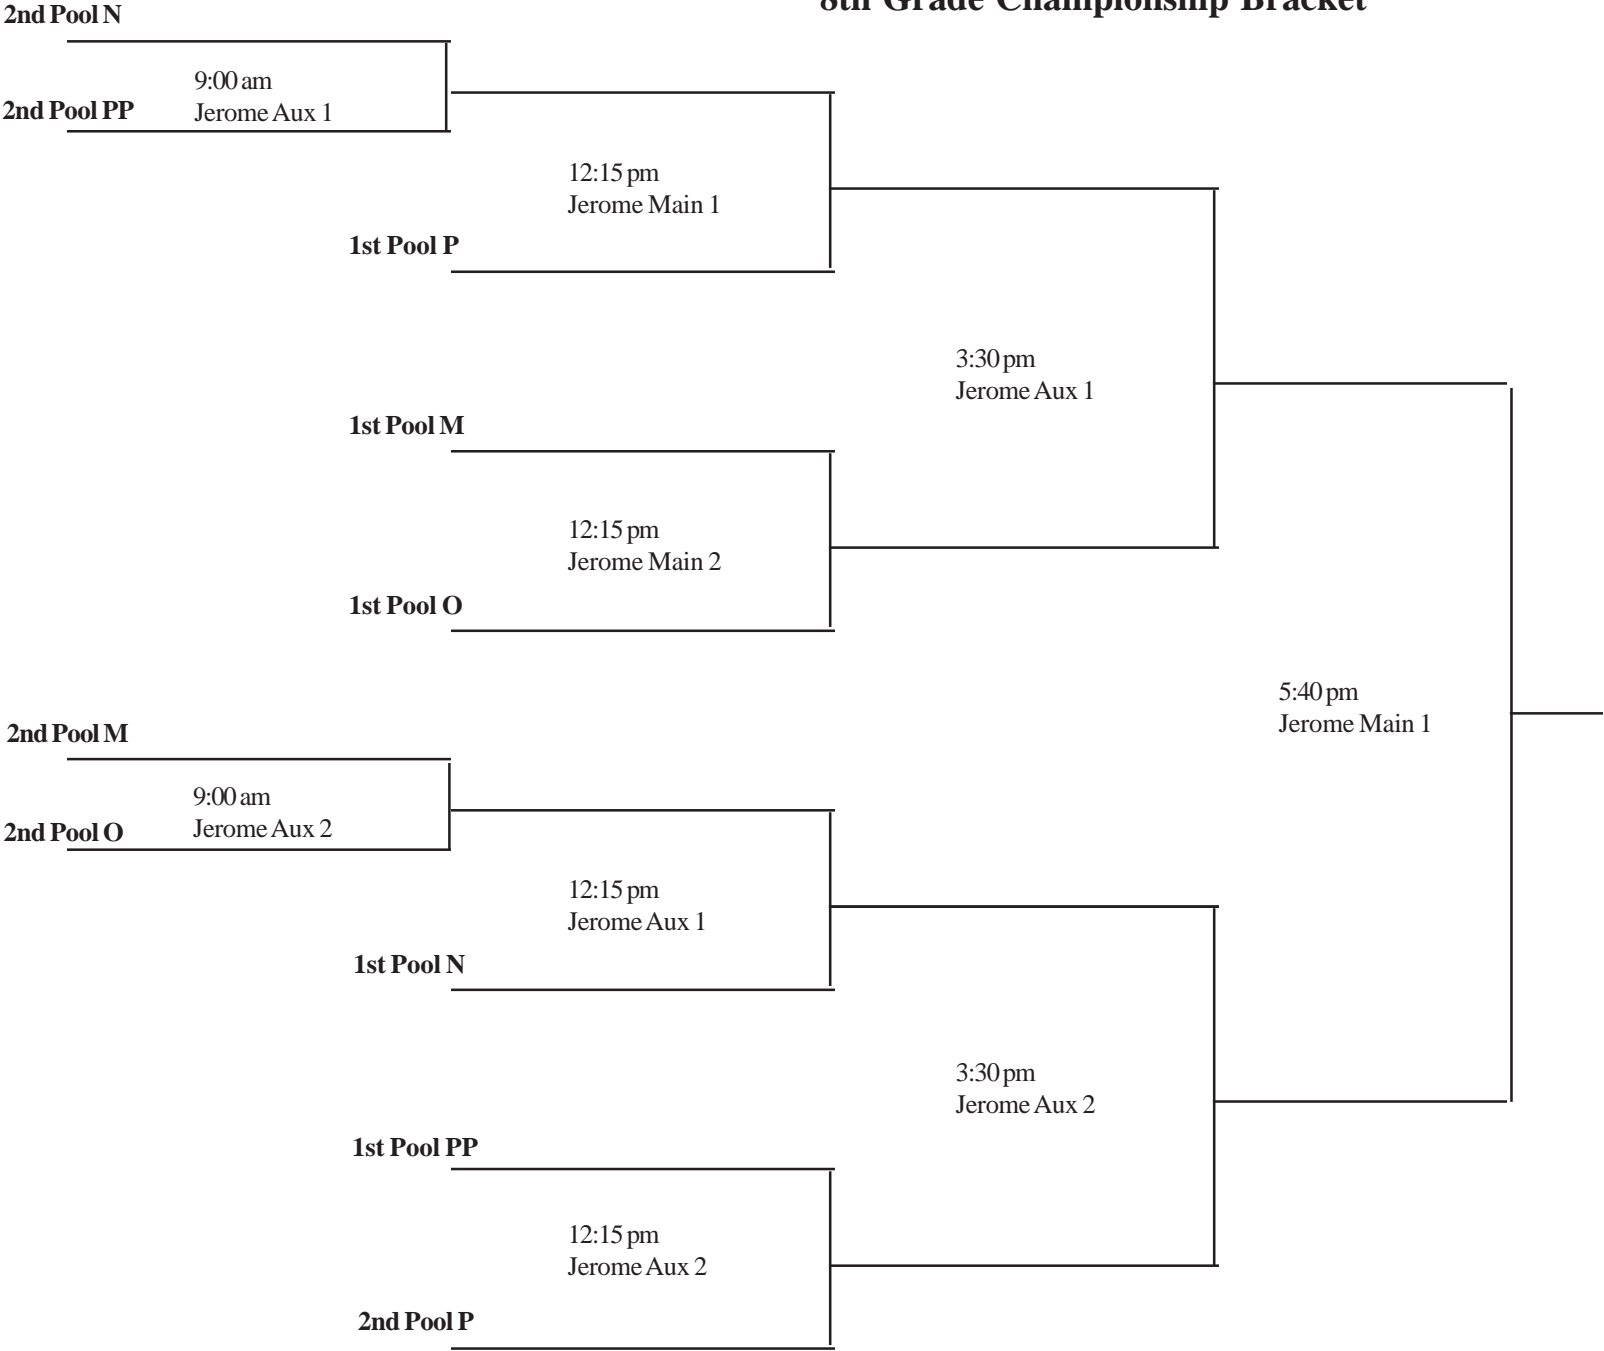 8th Grade Championship Bracket
2nd Pool N
9:00 am
Jerome Aux 1
2nd Pool PP
12:15 pm
Jerome Main 1
1st Pool P
3:30 pm
Jerome Aux 1
1st Pool M
12:15 pm
Jerome Main 2
1st Pool O
5:40 pm
Jerome Main 1
2nd Pool M
9:00 am
Jerome Aux 2
2nd Pool O
12:15 pm
Jerome Aux 1
1st Pool N
3:30 pm
Jerome Aux 2
1st Pool PP
12:15 pm
Jerome Aux 2
2nd Pool P